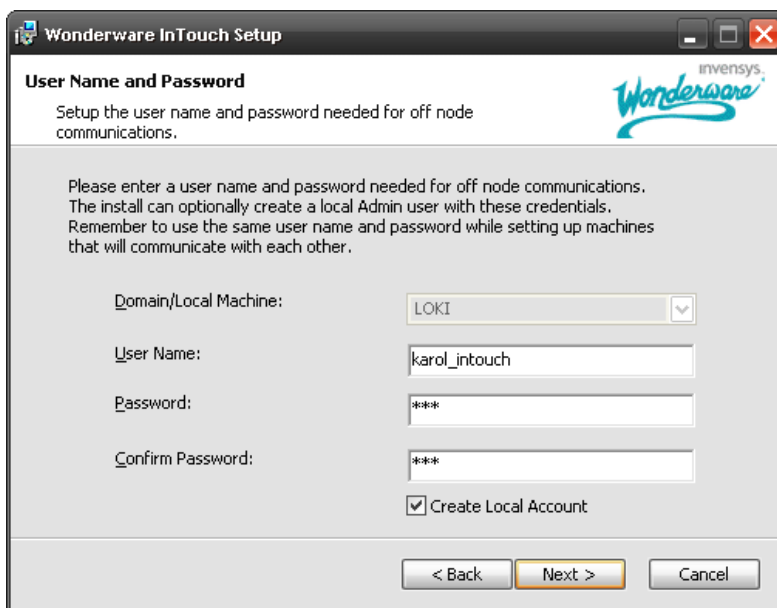 Wonderware InTouch Setup
User Name and Password
Setup the user name and password needed for off node
communications.
invensys.
Wonderware
Please enter a user name and password needed for off node communications.
The install can optionally create a local Admin user with these credentials.
Remember to use the same user name and password while setting up machines
that will communicate with each other.
Domain/Local Machine:
LOKI
User Name:
karol_intouch
Password:
***
Confirm Password:
***
Create Local Account
< Back
Next >
Cancel